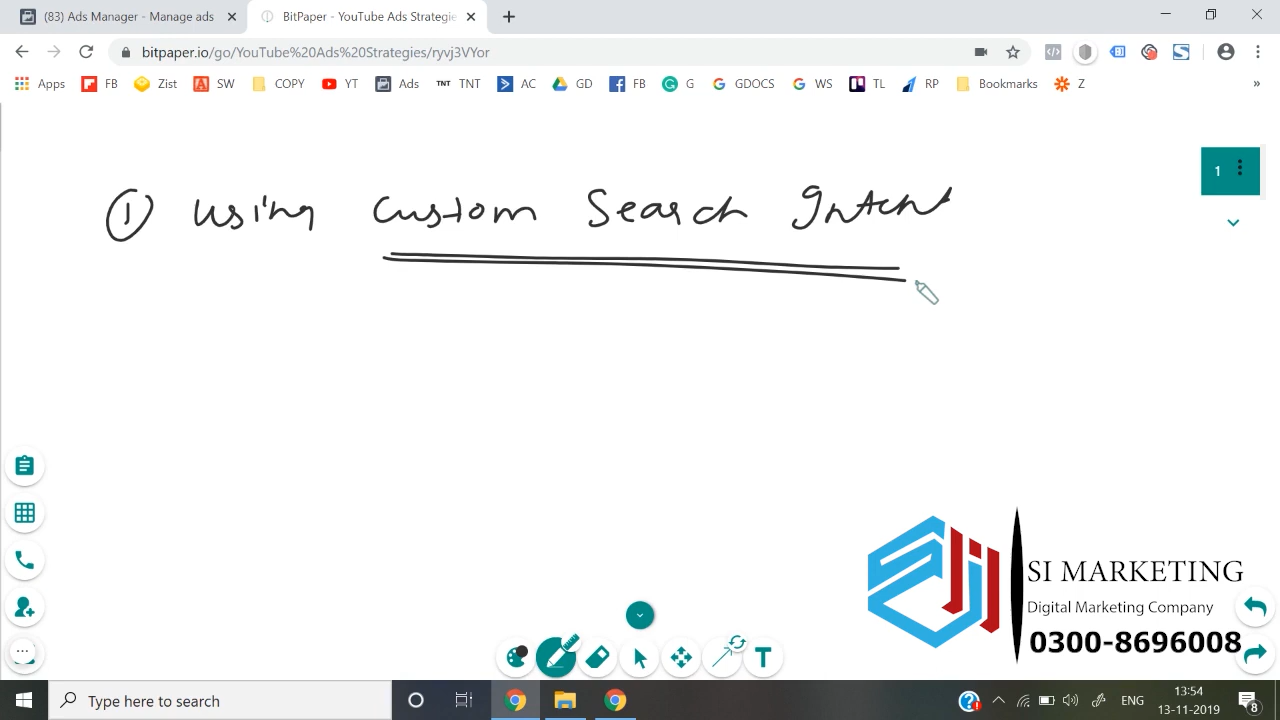 (83) Ads Manager - Manage ads
BitPaper - YouTube Ads Strategie
bitpaper.io/go/YouTube%20Ads%20Strategies/ryvj3VYor
Apps FB Zist SW COPY YT Ads TNT TNT AC GD FB G GDOCS WS TL RP Bookmarks Z »
1
① Using Custom Search Intent
SI MARKETING
Digital Marketing Company
0300-8696008
T
Type here to search
ENG
13:54
13-11-2019
8